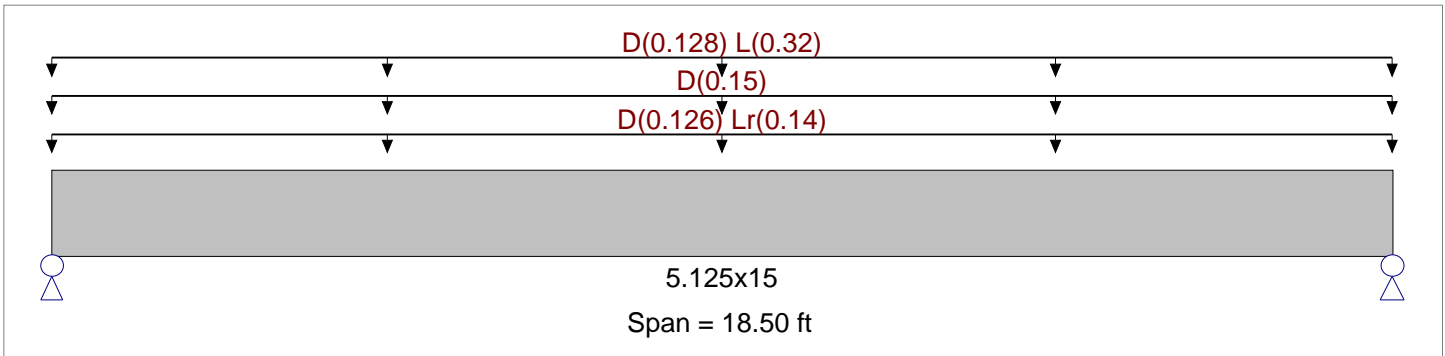 D(0.128) L(0.32)
D(0.15)
D(0.126) Lr(0.14)
5.125x15
Span = 18.50 ft